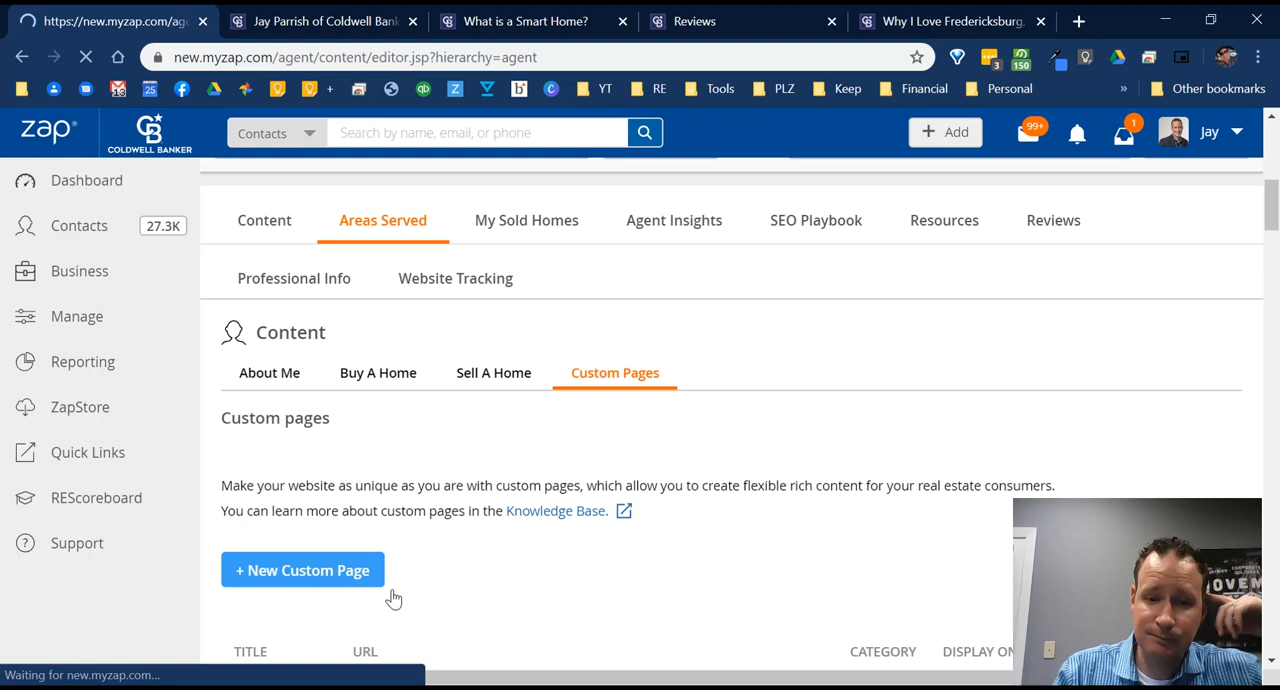 https://new.myzap.com/age
Jay Parrish of Coldwell Bank
What is a Smart Home?
Reviews
Why I Love Fredericksburg,
new.myzap.com/agent/content/editor.jsp?hierarchy=agent
3
150
25
YT
RE
Tools
PLZ
Keep
Financial
Personal
»
Other bookmarks
zap
CB
COLDWELL BANKER
Contacts
Search by name, email, or phone
+ Add
99+
1
Jay
Dashboard
Contacts
27.3K
Business
Manage
Reporting
ZapStore
Quick Links
REScoreboard
Support
Content
Areas Served
My Sold Homes
Agent Insights
SEO Playbook
Resources
Reviews
Professional Info
Website Tracking
Content
About Me
Buy A Home
Sell A Home
Custom Pages
Custom pages
Make your website as unique as you are with custom pages, which allow you to create flexible rich content for your real estate consumers.
You can learn more about custom pages in the Knowledge Base.
+ New Custom Page
TITLE
URL
CATEGORY
DISPLAY ON
Waiting for new.myzap.com...